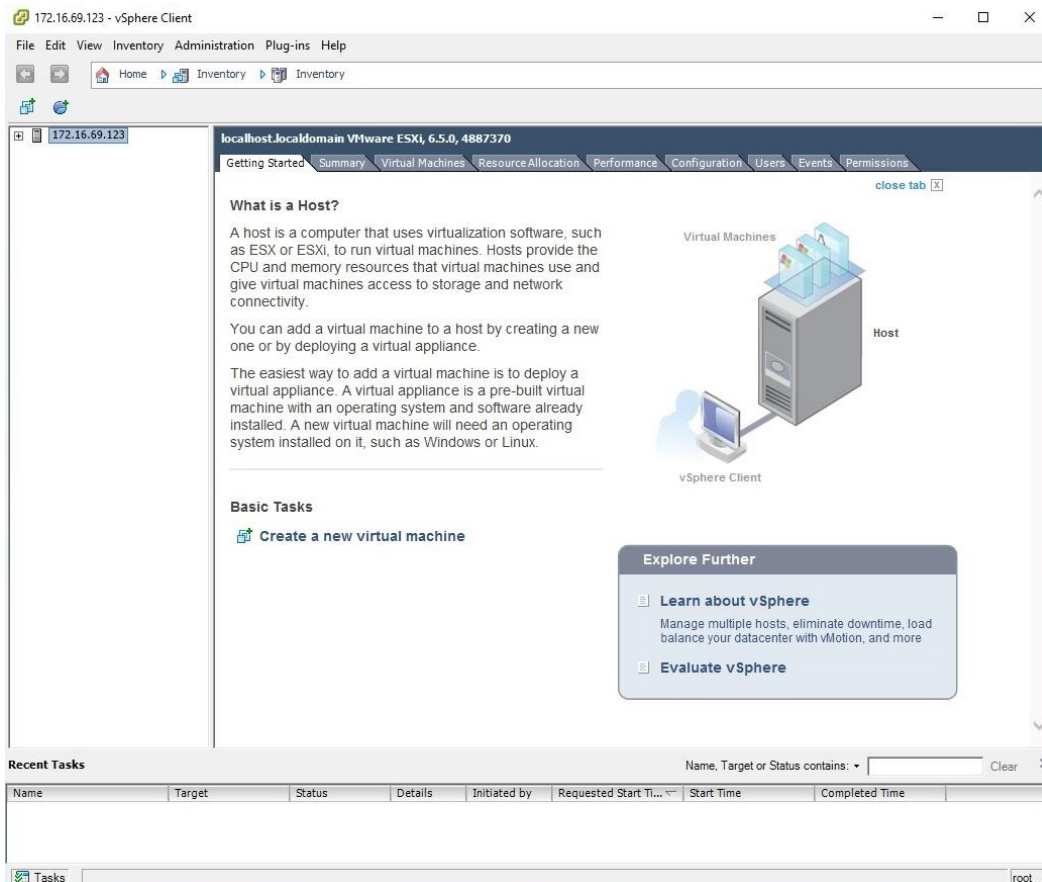 172.16.69.123 - vSphere Client
File Edit View Inventory Administration Plug-ins Help
Home Inventory Inventory
172.16.69.123
localhost.localdomain VMware ESXi, 6.5.0, 4887370
Getting Started Summary Virtual Machines Resource Allocation Performance Configuration Users Events Permissions
close tab X
What is a Host?
A host is a computer that uses virtualization software, such
as ESX or ESXi, to run virtual machines. Hosts provide the
CPU and memory resources that virtual machines use and
give virtual machines access to storage and network
connectivity.
You can add a virtual machine to a host by creating a new
one or by deploying a virtual appliance.
The easiest way to add a virtual machine is to deploy a
virtual appliance. A virtual appliance is a pre-built virtual
machine with an operating system and software already
installed. A new virtual machine will need an operating
system installed on it, such as Windows or Linux.
Basic Tasks
Create a new virtual machine
Virtual Machines
Host
vSphere Client
Explore Further
Learn about vSphere
Manage multiple hosts, eliminate downtime, load
balance your datacenter with vMotion, and more
Evaluate vSphere
Recent Tasks
Name, Target or Status contains: Clear
Name Target Status Details Initiated by Requested Start Ti... Start Time Completed Time
Tasks root